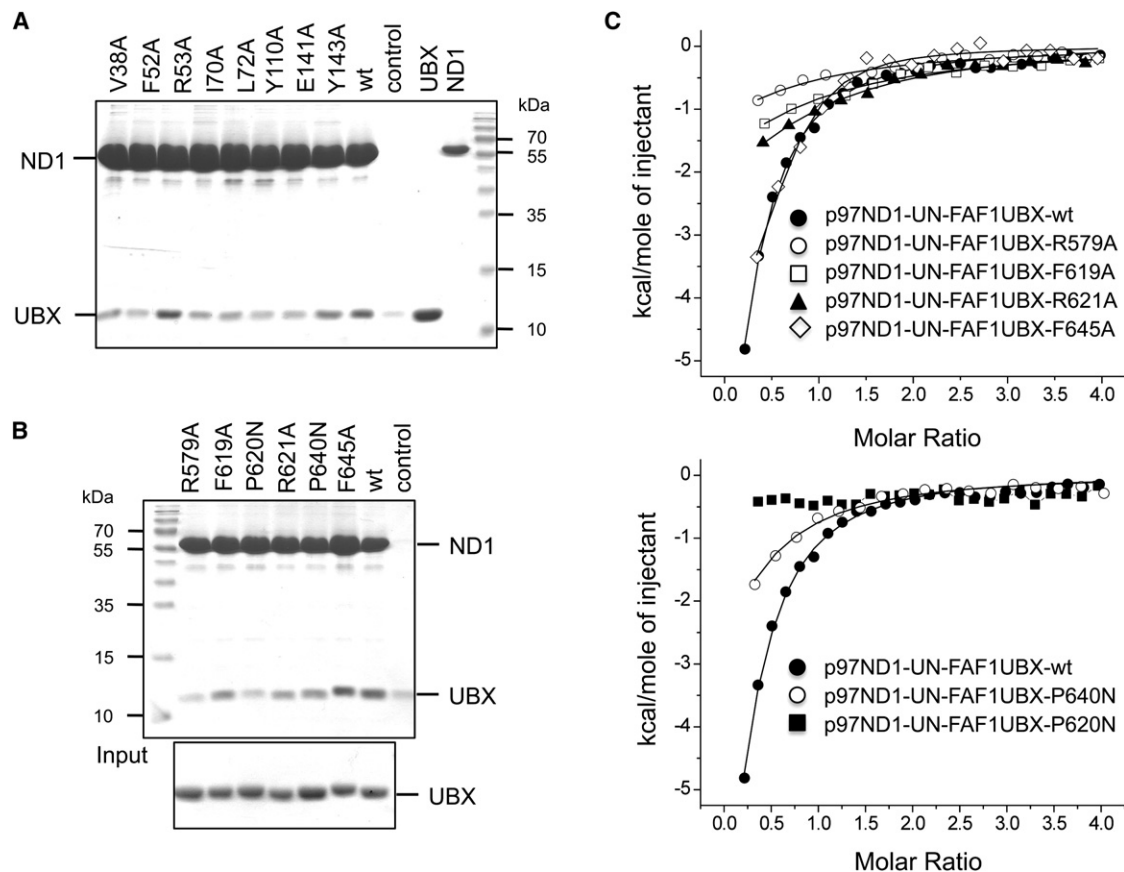 A
V38A
F52A
R53A
I70A
L72A
Y110A
E141A
Y143A
wt
control
UBX
ND1
kDa
ND1
70
55
35
15
UBX
10
B
R579A
F619A
P620N
R621A
P640N
F645A
wt
control
kDa
70
55
ND1
35
15
UBX
10
Input
UBX
C
0
-1
-2
-3
-4
-5
kcal/mole of injectant
p97ND1-UN-FAF1UBX-wt
p97ND1-UN-FAF1UBX-R579A
p97ND1-UN-FAF1UBX-F619A
p97ND1-UN-FAF1UBX-R621A
p97ND1-UN-FAF1UBX-F645A
0.0 0.5 1.0 1.5 2.0 2.5 3.0 3.5 4.0
Molar Ratio
0
-1
-2
-3
-4
-5
kcal/mole of injectant
p97ND1-UN-FAF1UBX-wt
p97ND1-UN-FAF1UBX-P640N
p97ND1-UN-FAF1UBX-P620N
0.0 0.5 1.0 1.5 2.0 2.5 3.0 3.5 4.0
Molar Ratio